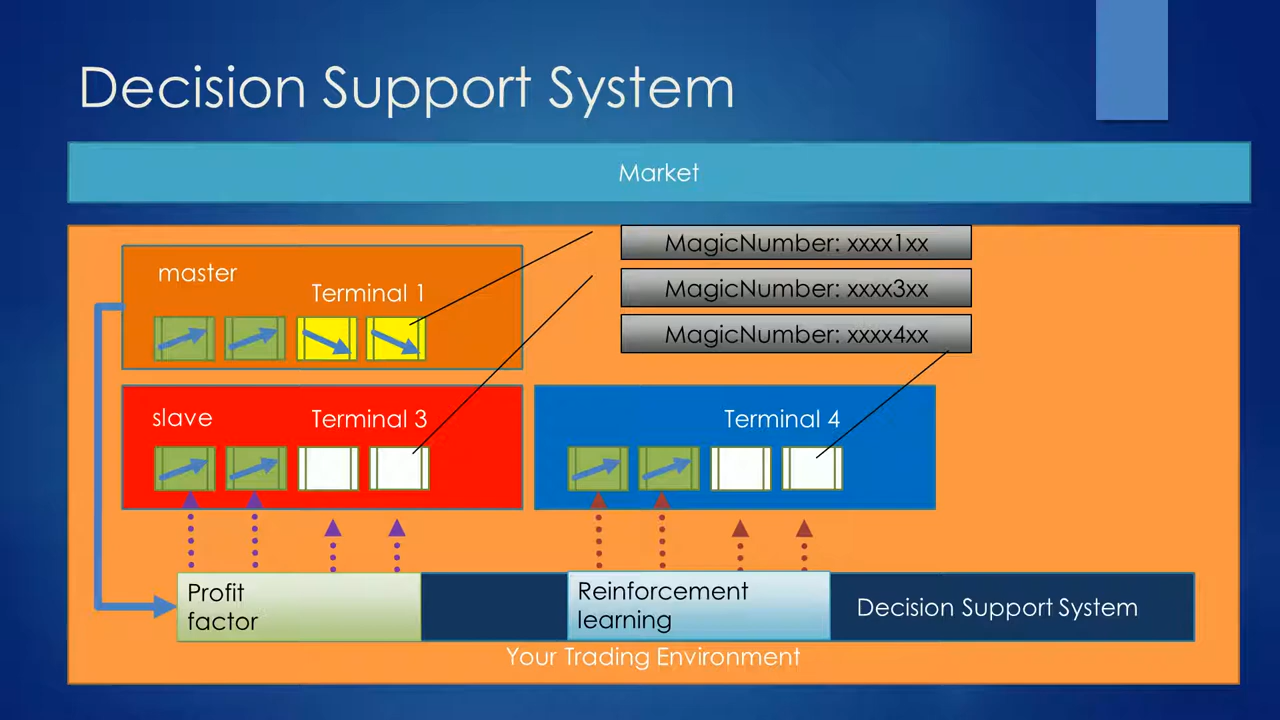 Decision Support System
Market
MagicNumber: xxxx1xx
master
Terminal 1
MagicNumber: xxxx3xx
MagicNumber: xxxx4xx
slave
Terminal 3
Terminal 4
Profit
factor
Reinforcement
learning
Decision Support System
Your Trading Environment